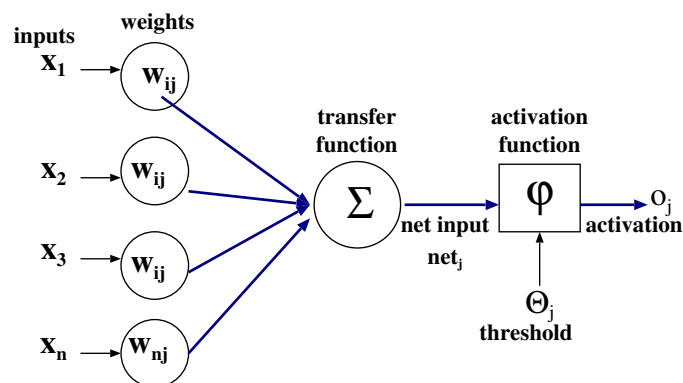 inputs
weights
x1
wij
x2
wij
x3
wij
xn
wnj
transfer
function
Σ
net input
netj
activation
function
φ
oj
activation
Θj
threshold